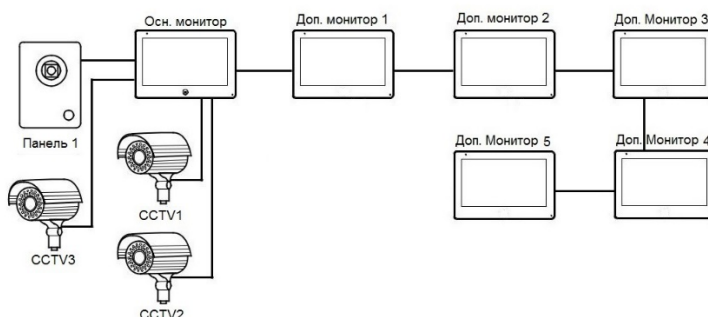 Осн. монитор
Доп. монитор 1
Доп. монитор 2
Доп. Монитор 3
Панель 1
Доп. Монитор 5
Доп. Монитор 4
CCTV1
CCTV3
CCTV2